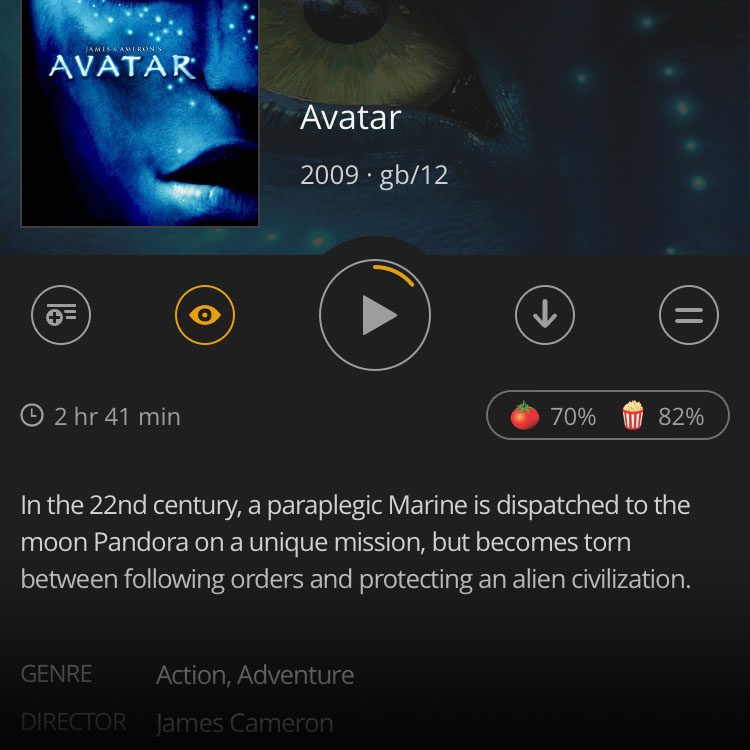 JAMES CAMERON'S
AVATAR
Avatar
2009 · gb/12
2 hr 41 min
70%
82%
In the 22nd century, a paraplegic Marine is dispatched to the
moon Pandora on a unique mission, but becomes torn
between following orders and protecting an alien civilization.
GENRE Action, Adventure
DIRECTOR James Cameron